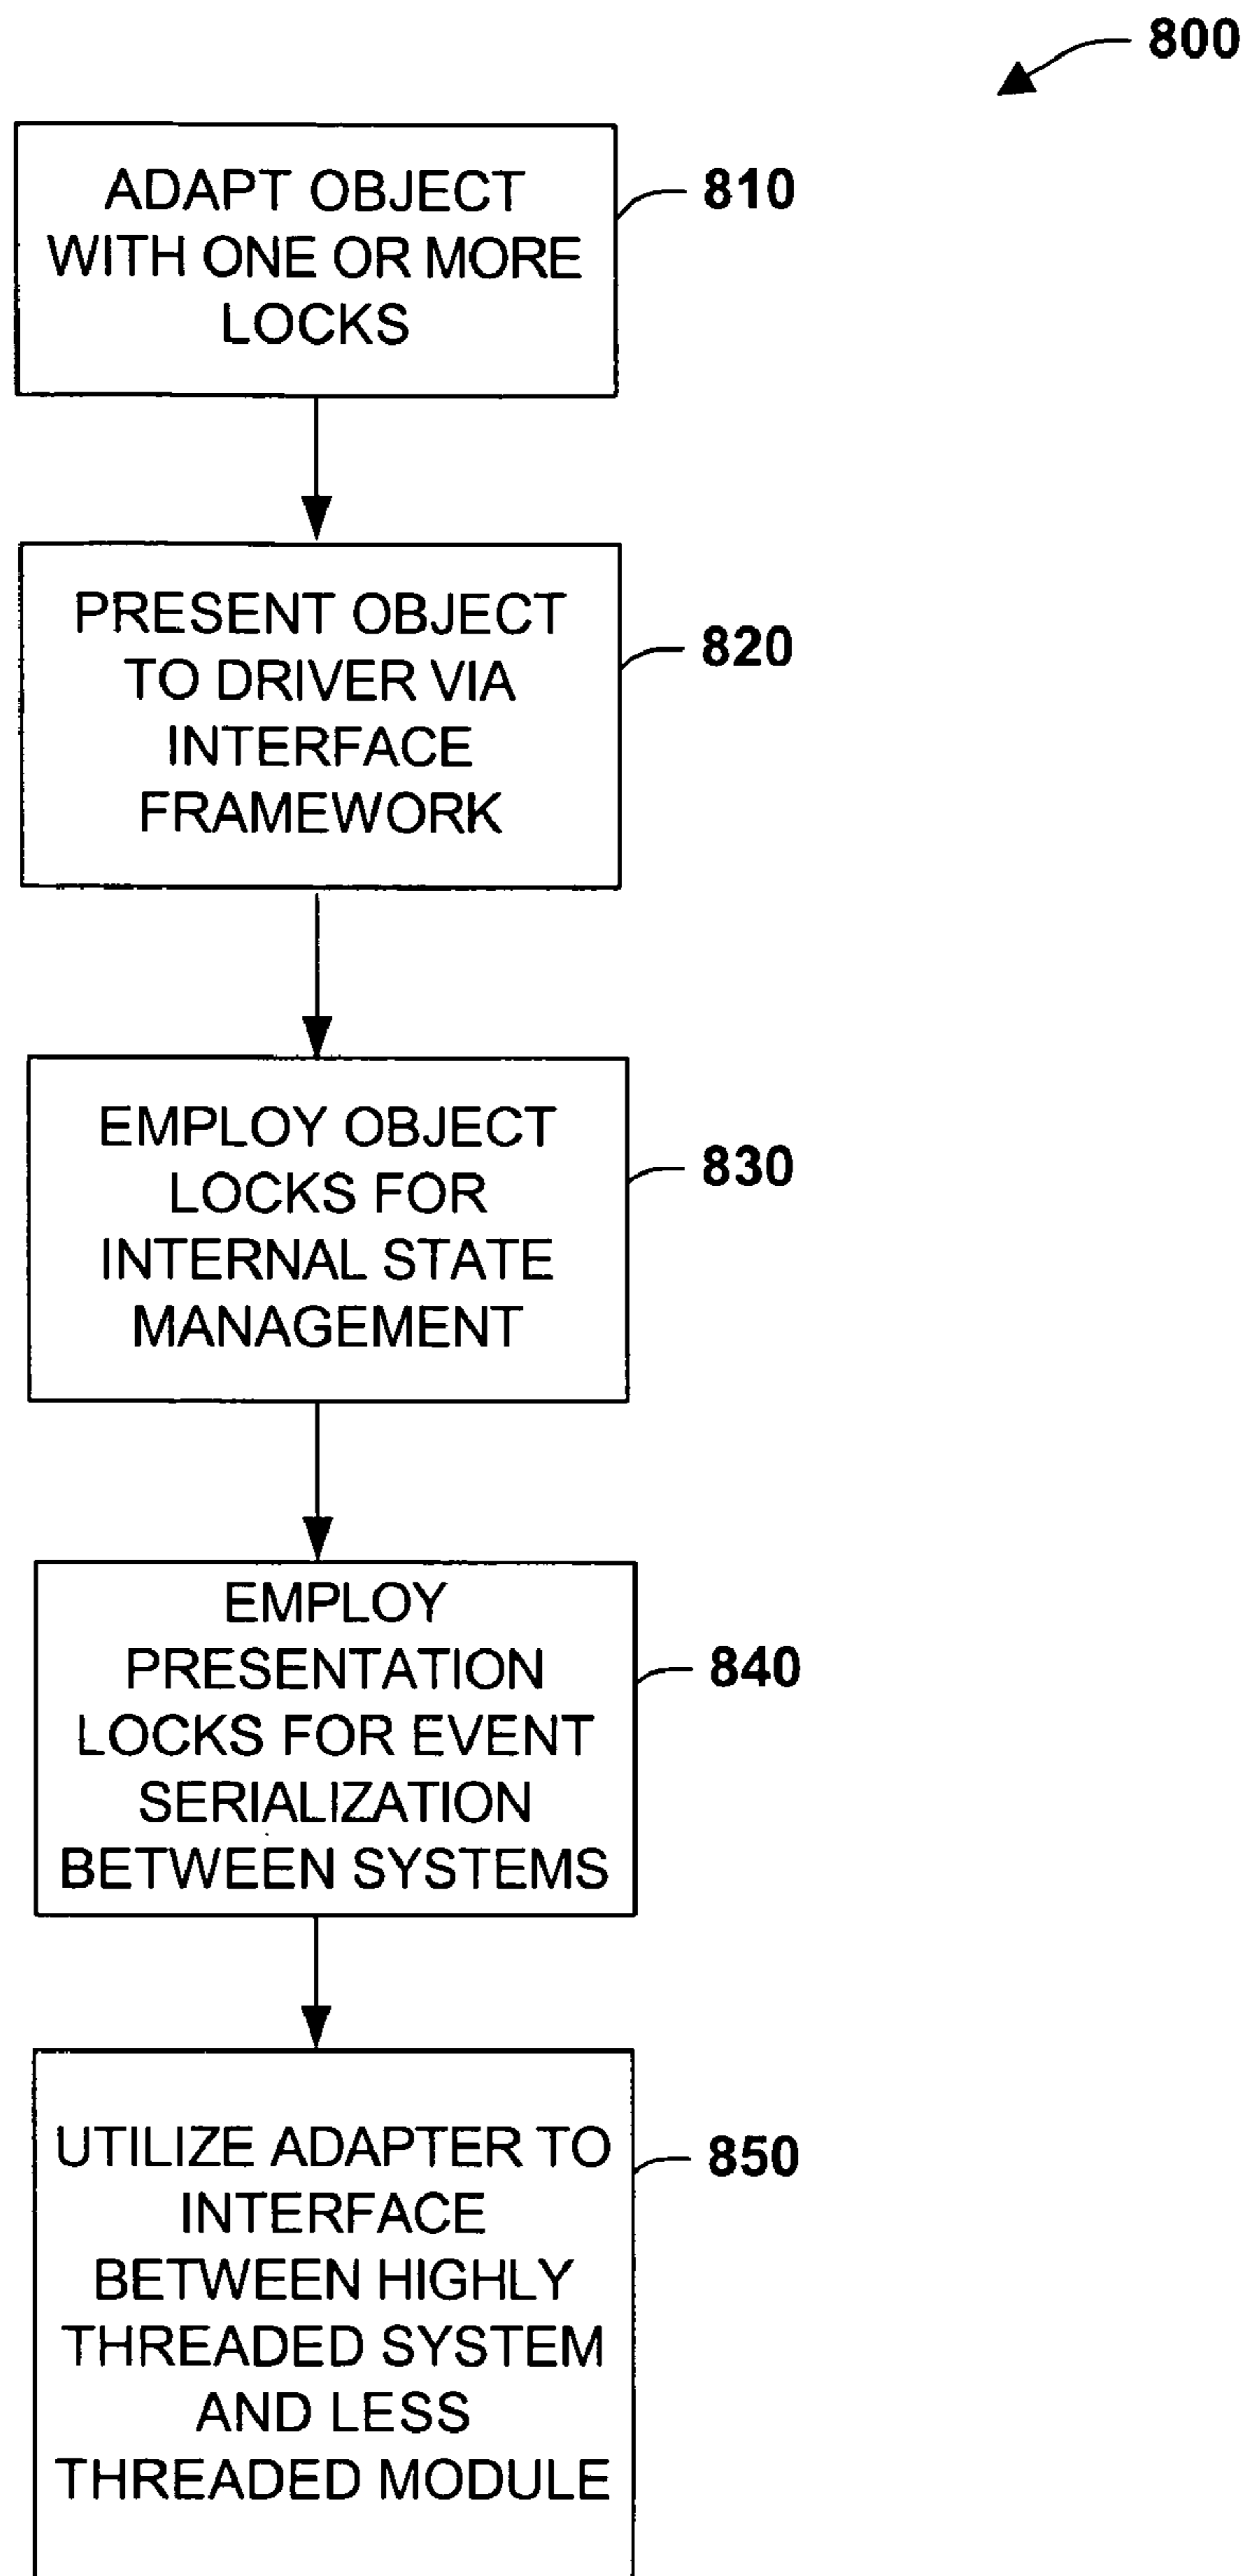 800
ADAPT OBJECT
WITH ONE OR MORE
LOCKS
810
PRESENT OBJECT
TO DRIVER VIA
INTERFACE
FRAMEWORK
820
EMPLOY OBJECT
LOCKS FOR
INTERNAL STATE
MANAGEMENT
830
EMPLOY
PRESENTATION
LOCKS FOR EVENT
SERIALIZATION
BETWEEN SYSTEMS
840
UTILIZE ADAPTER TO
INTERFACE
BETWEEN HIGHLY
THREADED SYSTEM
AND LESS
THREADED MODULE
850